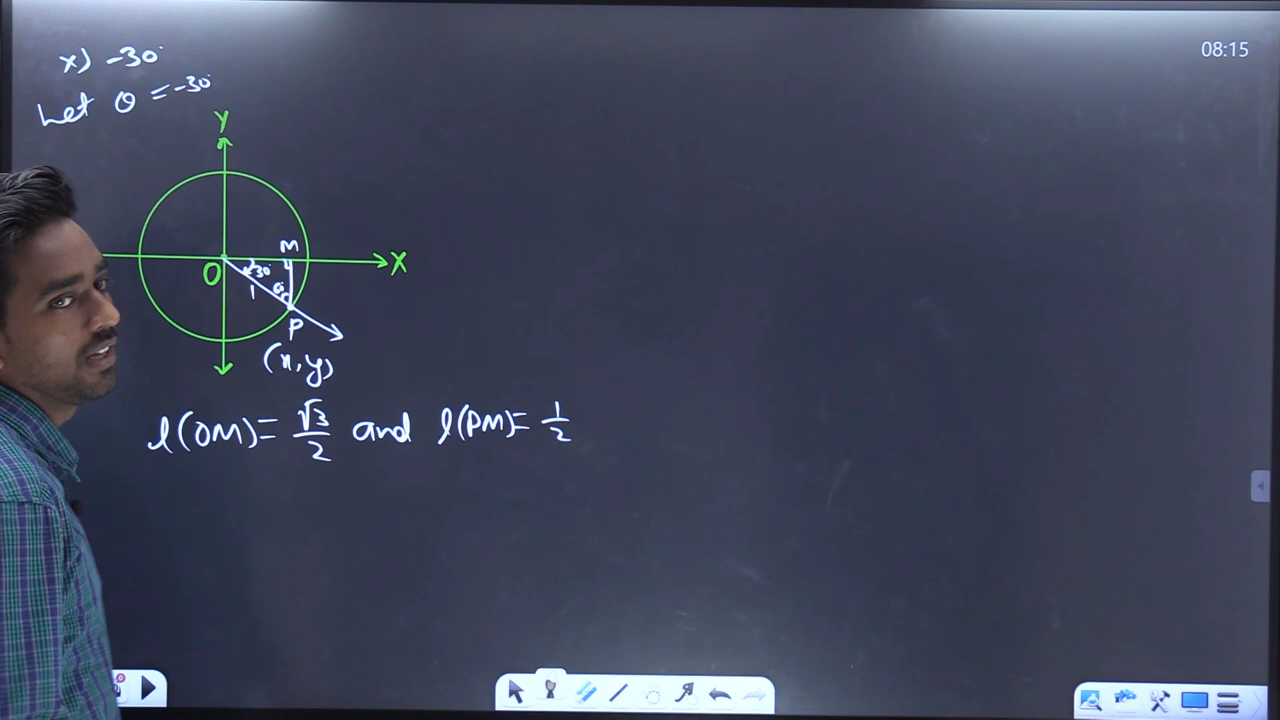 08:15
x) -30°
Let θ = -30°
Y
M
X
O
30°
60°
1
P
(x, y)
l(OM) = √3/2 and l(PM) = 1/2